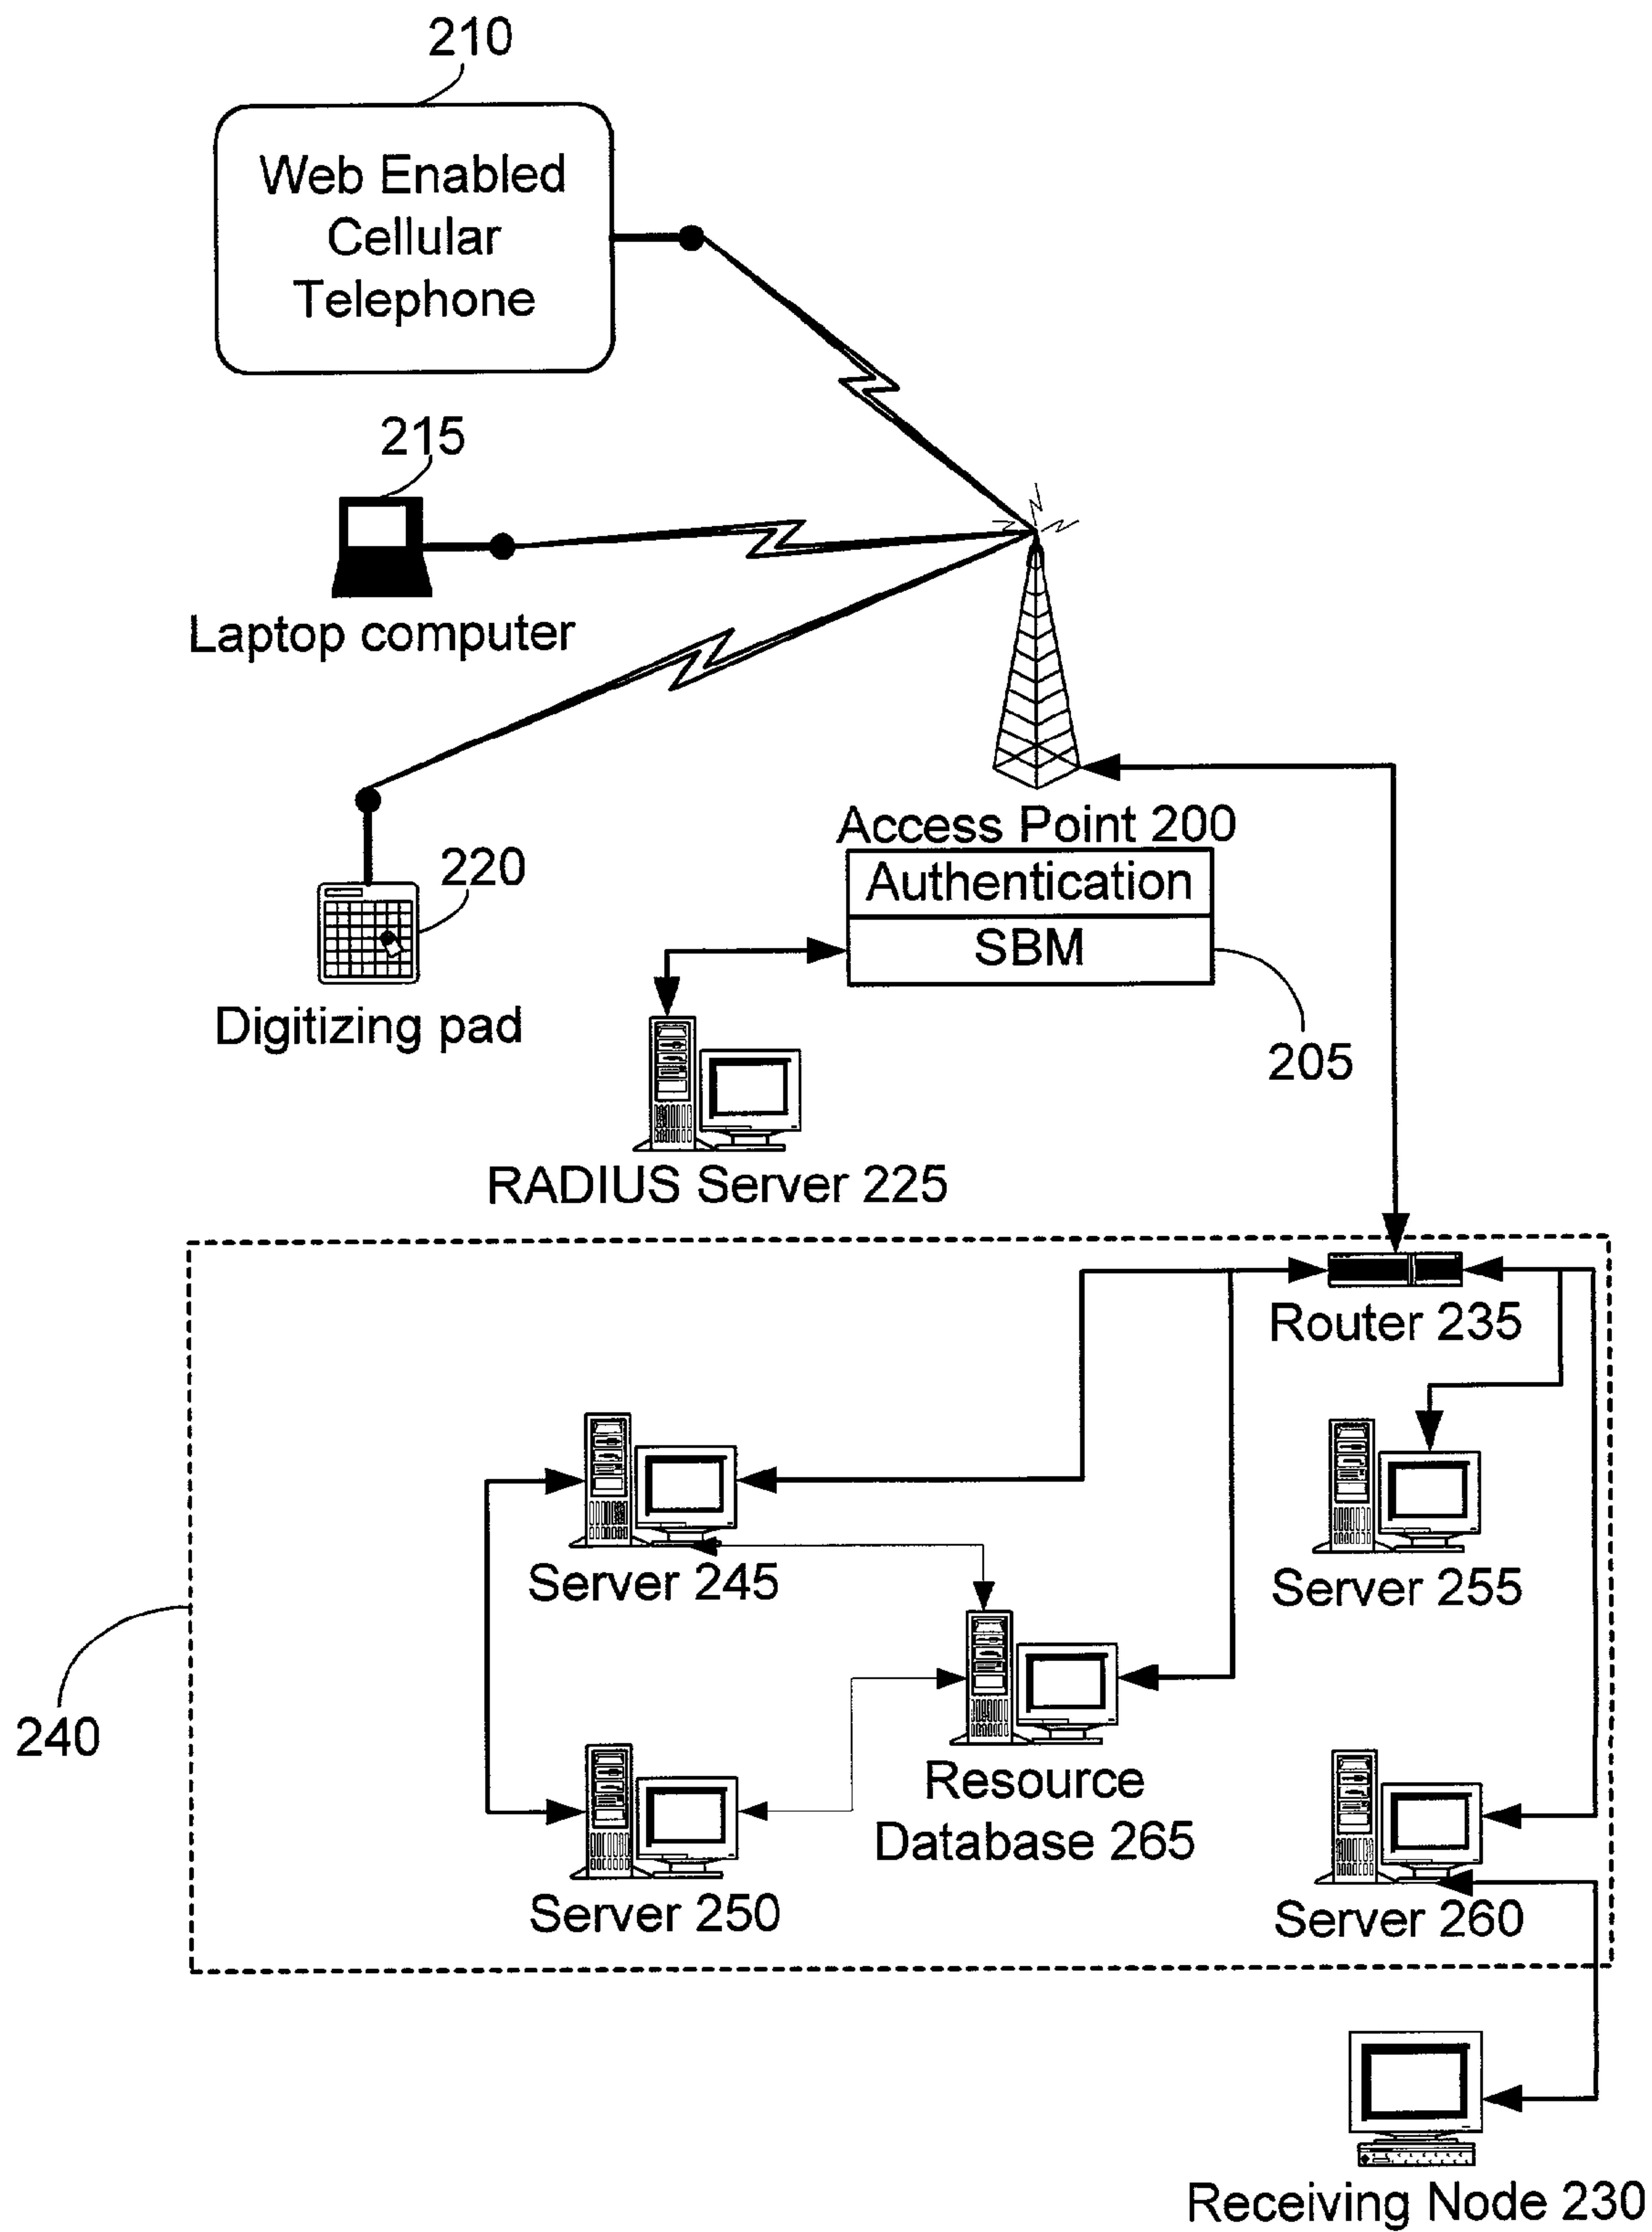 210
Web Enabled
Cellular
Telephone
215
Laptop computer
Access Point 200
220
Authentication
SBM
Digitizing pad
205
RADIUS Server 225
Router 235
Server 245
Server 255
240
Resource
Database 265
Server 250
Server 260
Receiving Node 230